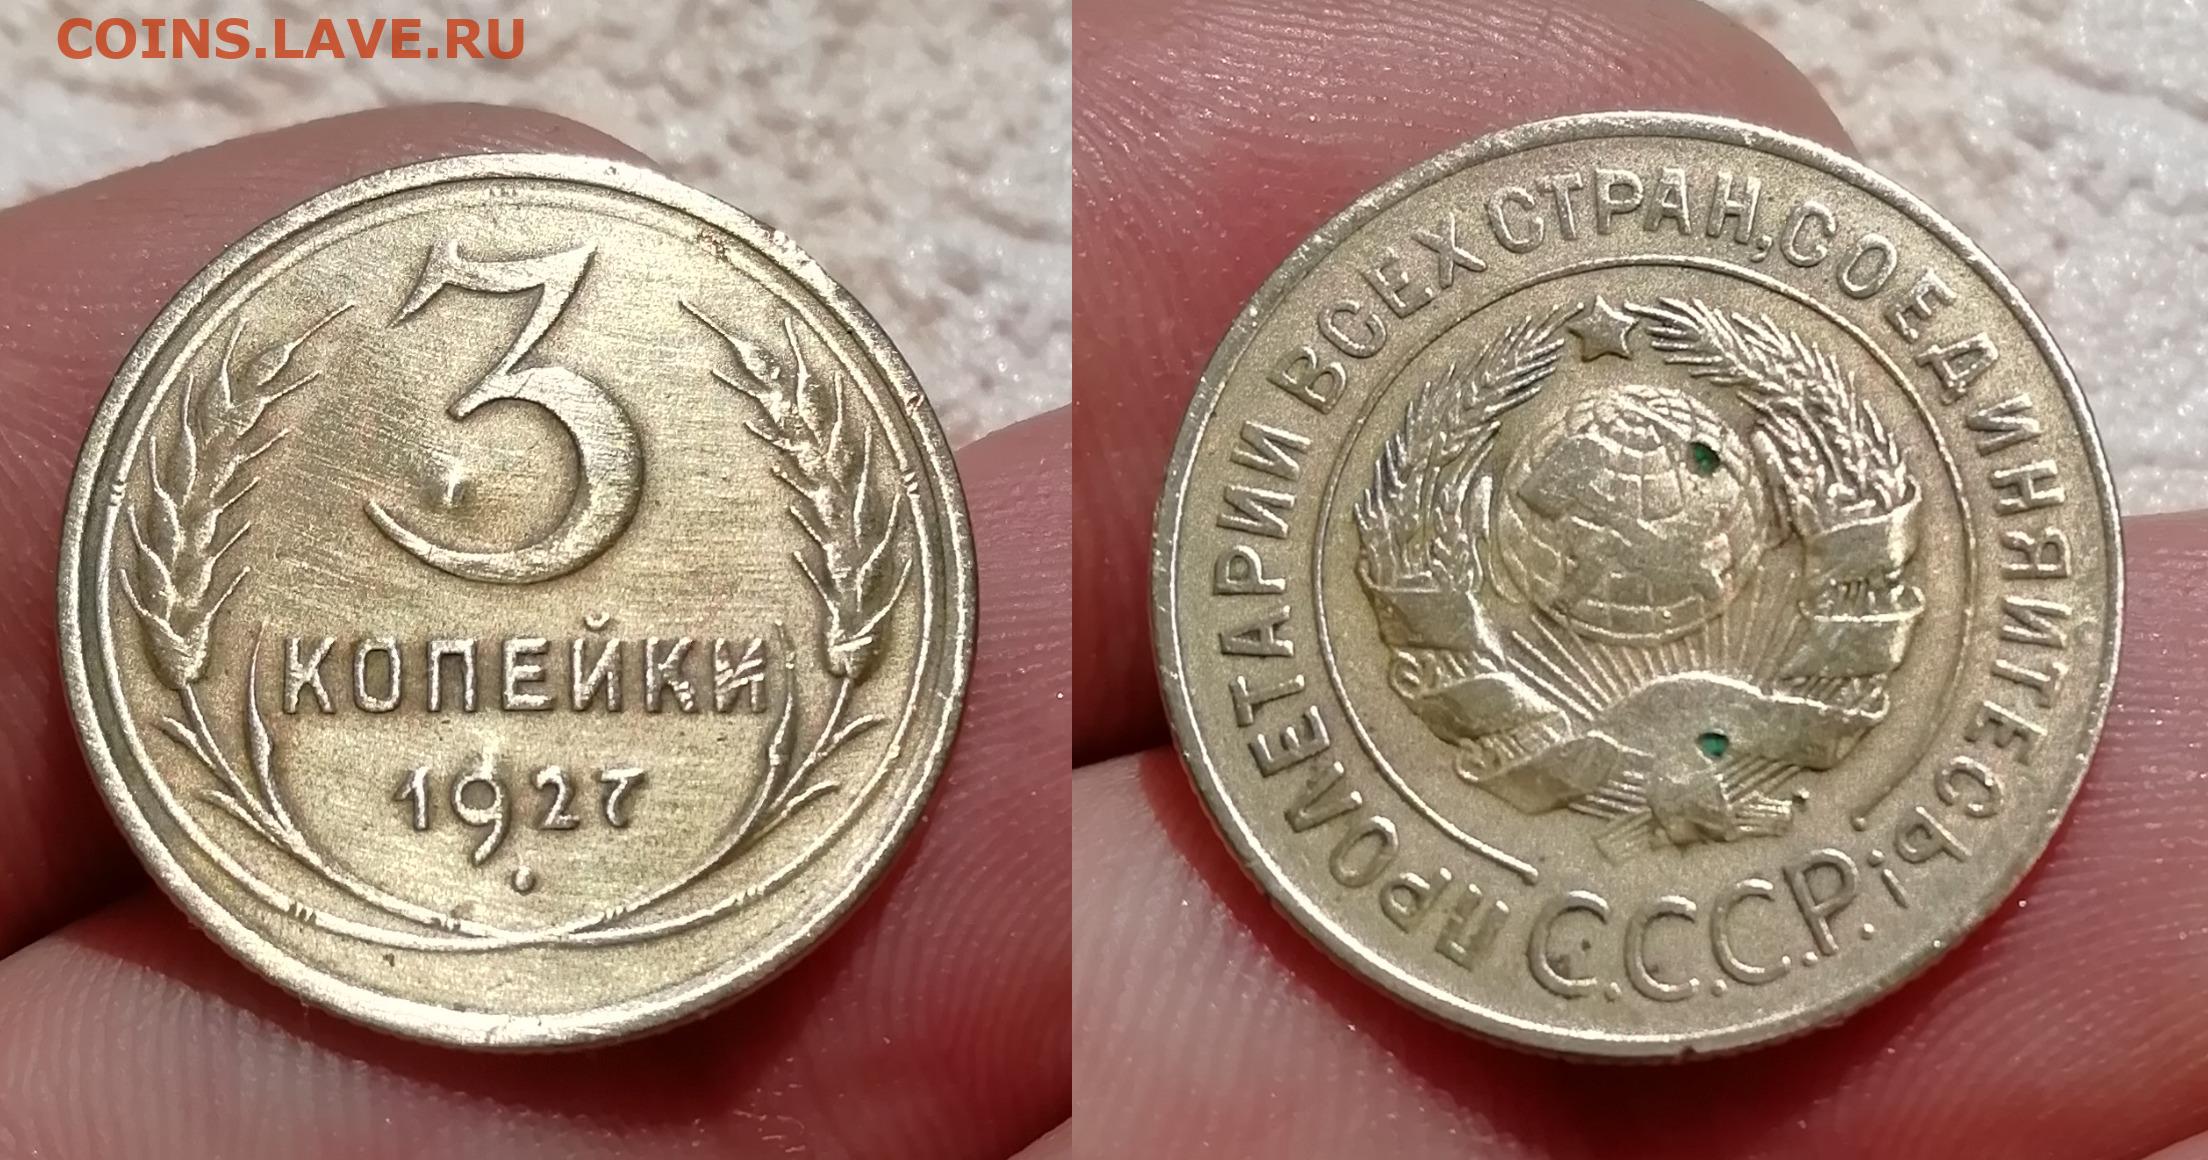 COINS.LAVE.RU
3
КОПЕЙКИ
1927
ПРОЛЕТАРИИ ВСЕХ СТРАН, СОЕДИНЯЙТЕСЬ!
С.С.С.Р.